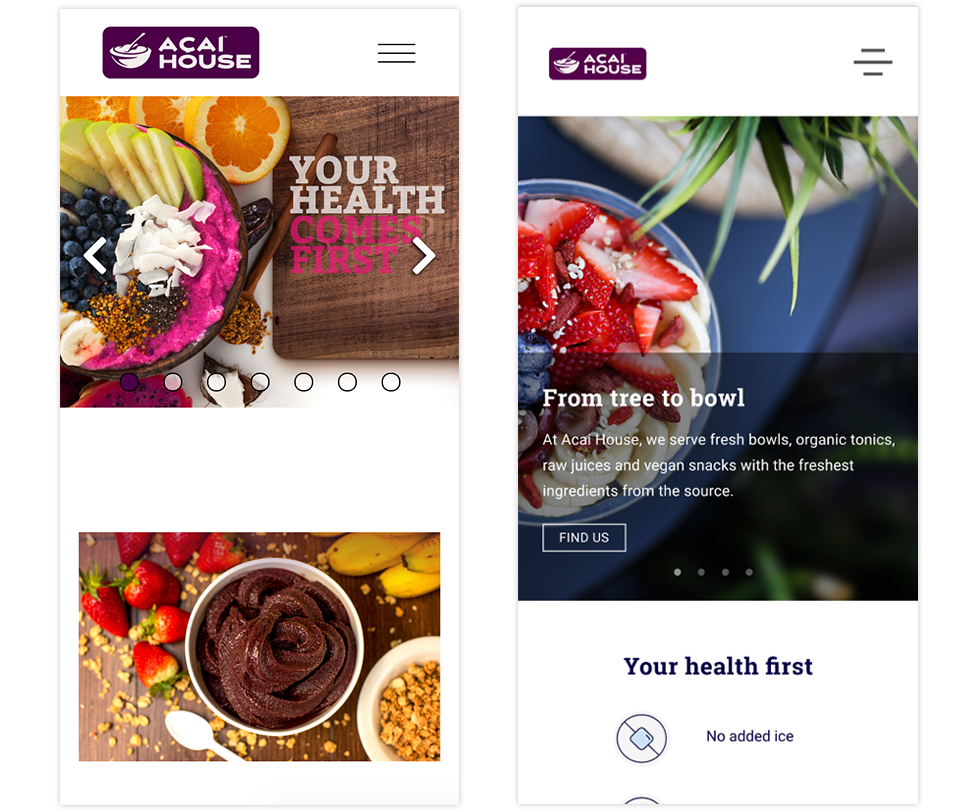 ACAI
HOUSE
YOUR
HEALTH
COMES
FIRST
ACAI
HOUSE
From tree to bowl
At Acai House, we serve fresh bowls, organic tonics,
raw juices and vegan snacks with the freshest
ingredients from the source.
FIND US
Your health first
No added ice